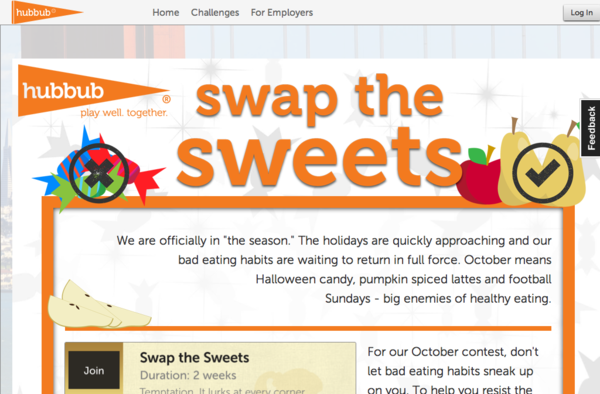 hubbub
Home Challenges For Employers
Log In
hubbub®
play well. together.
swap the
sweets
Feedback
We are officially in "the season." The holidays are quickly approaching and our
bad eating habits are waiting to return in full force. October means
Halloween candy, pumpkin spiced lattes and football
Sundays - big enemies of healthy eating.
Join
Swap the Sweets
Duration: 2 weeks
Temptation. It lurks at every corner
For our October contest, don't
let bad eating habits sneak up
on you. To help you resist the